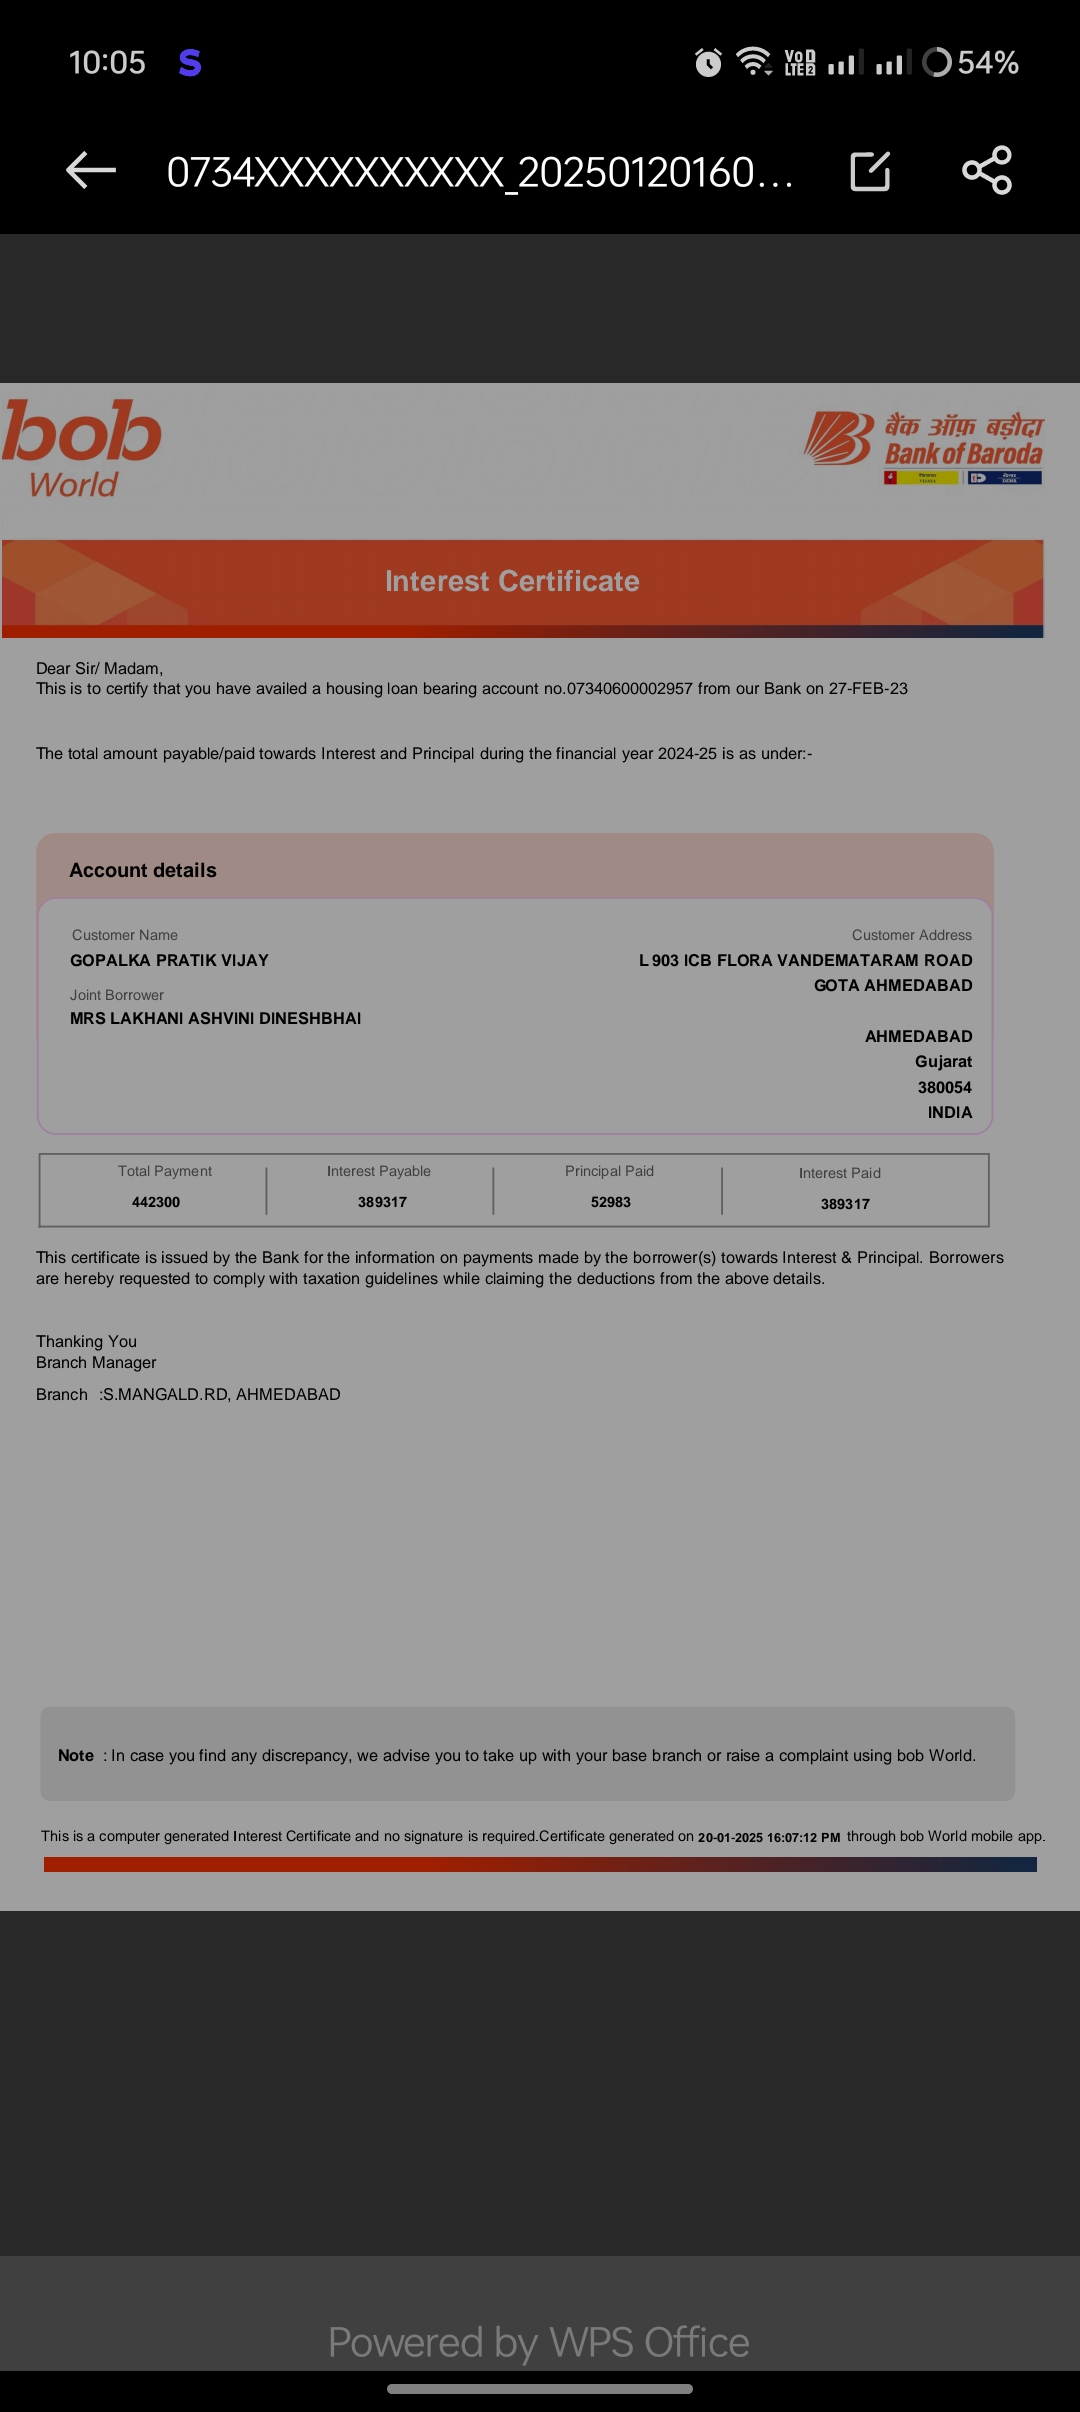 10:05 S VoD LTE2 54%
0734XXXXXXXXXX_20250120160...
bob
World
बैंक ऑफ़ बड़ौदा
Bank of Baroda
VIJAYA DENA
Interest Certificate
Dear Sir/ Madam,
This is to certify that you have availed a housing loan bearing account no.07340600002957 from our Bank on 27-FEB-23
The total amount payable/paid towards Interest and Principal during the financial year 2024-25 is as under:-
Account details
Customer Name
GOPALKA PRATIK VIJAY
Joint Borrower
MRS LAKHANI ASHVINI DINESHBHAI
Customer Address
L 903 ICB FLORA VANDEMATARAM ROAD
GOTA AHMEDABAD
AHMEDABAD
Gujarat
380054
INDIA
Total Payment Interest Payable Principal Paid Interest Paid
442300 389317 52983 389317
This certificate is issued by the Bank for the information on payments made by the borrower(s) towards Interest & Principal. Borrowers
are hereby requested to comply with taxation guidelines while claiming the deductions from the above details.
Thanking You
Branch Manager
Branch :S.MANGALD.RD, AHMEDABAD
Note : In case you find any discrepancy, we advise you to take up with your base branch or raise a complaint using bob World.
This is a computer generated Interest Certificate and no signature is required.Certificate generated on 20-01-2025 16:07:12 PM through bob World mobile app.
Powered by WPS Office